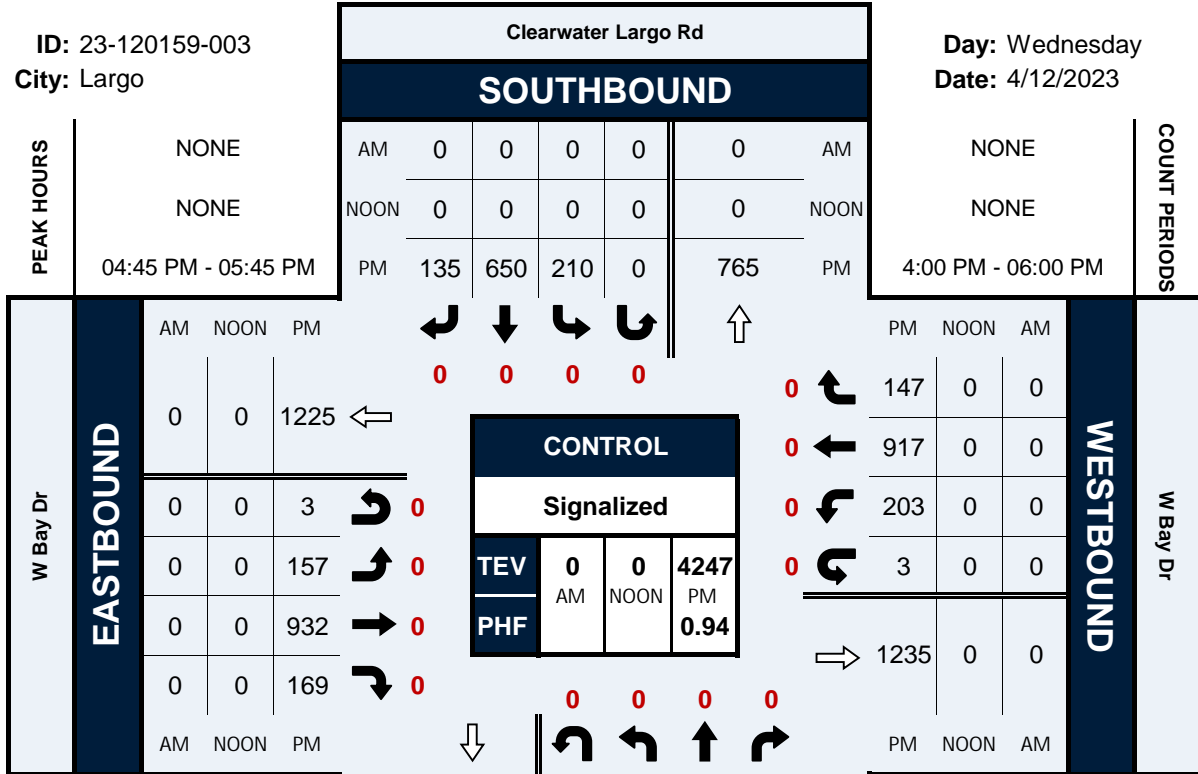 ID: 23-120159-003
City: Largo
Clearwater Largo Rd
SOUTHBOUND
Day: Wednesday
Date: 4/12/2023
PEAK HOURS
NONE
NONE
04:45 PM - 05:45 PM
AM 0 0 0 0 0 AM
NOON 0 0 0 0 0 NOON
PM 135 650 210 0 765 PM
NONE
NONE
4:00 PM - 06:00 PM
COUNT PERIODS
0 0 0 0
W Bay Dr
EASTBOUND
AM NOON PM
0 0 1225
0 0 3 0
0 0 157 0
0 0 932 0
0 0 169 0
AM NOON PM
CONTROL
Signalized
TEV 0 0 4247
AM NOON PM
PHF 0.94
PM NOON AM
0 147 0 0
0 917 0 0
0 203 0 0
0 3 0 0
1235 0 0
PM NOON AM
WESTBOUND
W Bay Dr
0 0 0 0